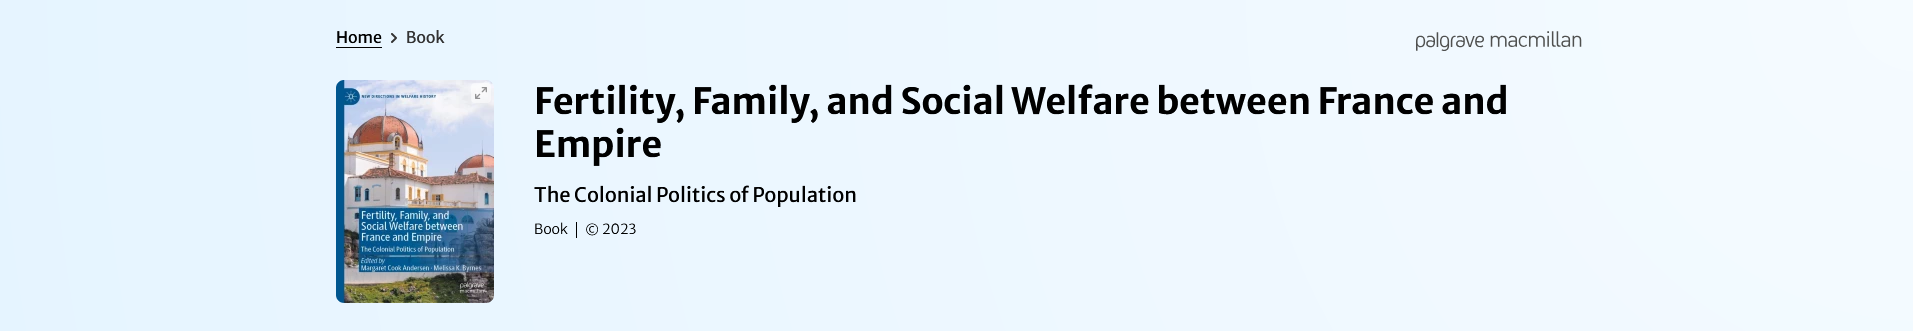 Home > Book
palgrave macmillan
NEW DIRECTIONS IN WELFARE HISTORY
Fertility, Family, and
Social Welfare between
France and Empire
The Colonial Politics of Population
Edited by
Margaret Cook Andersen · Melissa K. Byrnes
palgrave
macmillan
Fertility, Family, and Social Welfare between France and
Empire
The Colonial Politics of Population
Book | © 2023